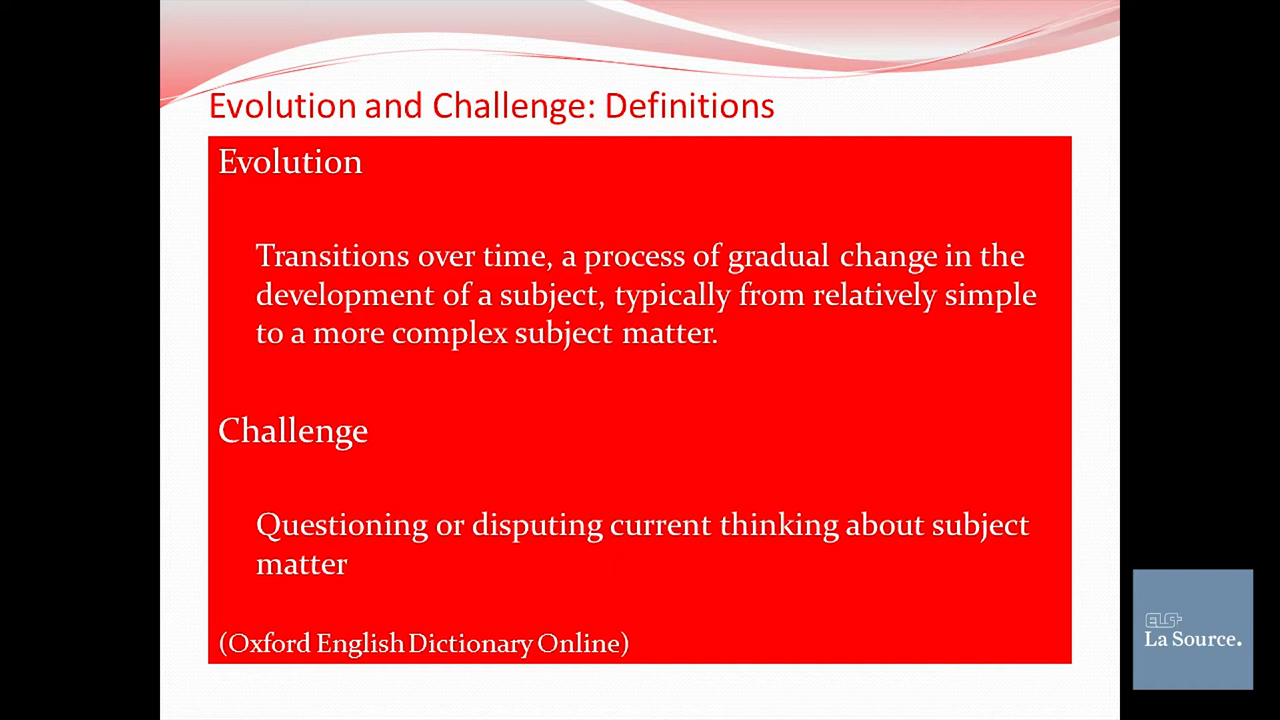 Evolution and Challenge: Definitions
Evolution
Transitions over time, a process of gradual change in the
development of a subject, typically from relatively simple
to a more complex subject matter.
Challenge
Questioning or disputing current thinking about subject
matter
(Oxford English Dictionary Online)
ELS+
La Source.